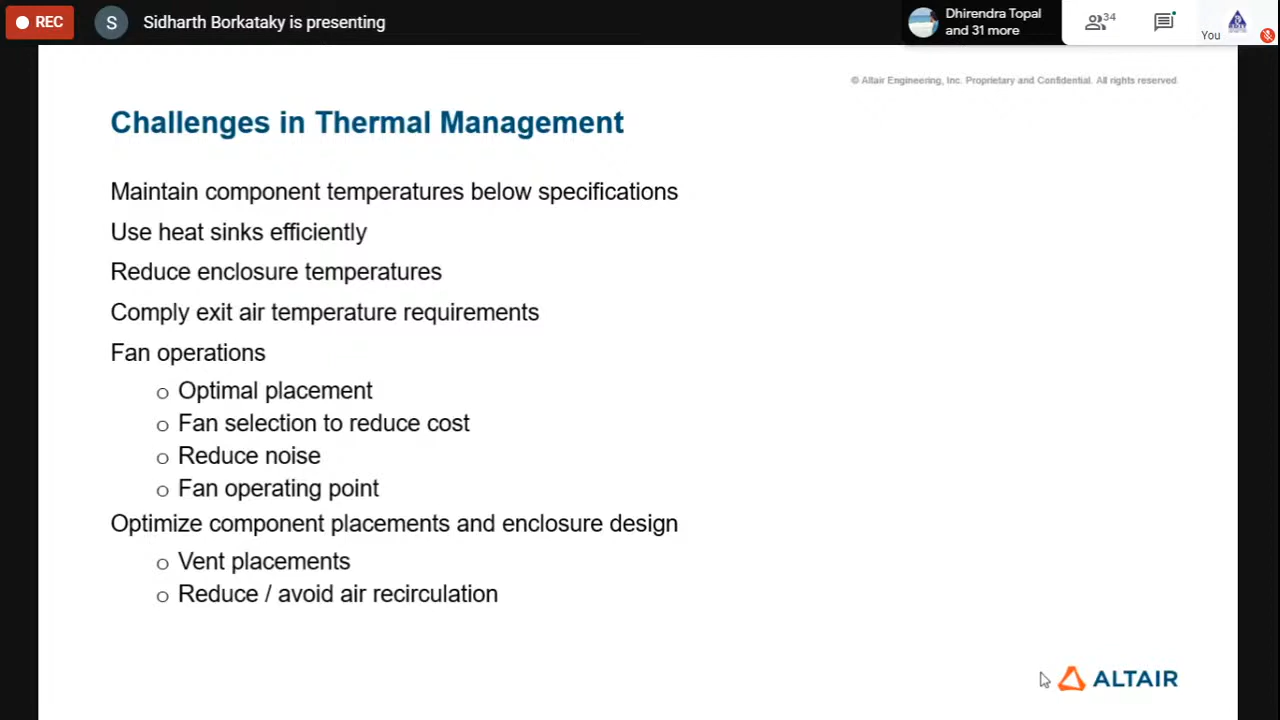 REC
S
Sidharth Borkataky is presenting
Dhirendra Topal
and 31 more
34
You
© Altair Engineering, Inc. Proprietary and Confidential. All rights reserved.
Challenges in Thermal Management
Maintain component temperatures below specifications
Use heat sinks efficiently
Reduce enclosure temperatures
Comply exit air temperature requirements
Fan operations
o Optimal placement
o Fan selection to reduce cost
o Reduce noise
o Fan operating point
Optimize component placements and enclosure design
o Vent placements
o Reduce / avoid air recirculation
ALTAIR